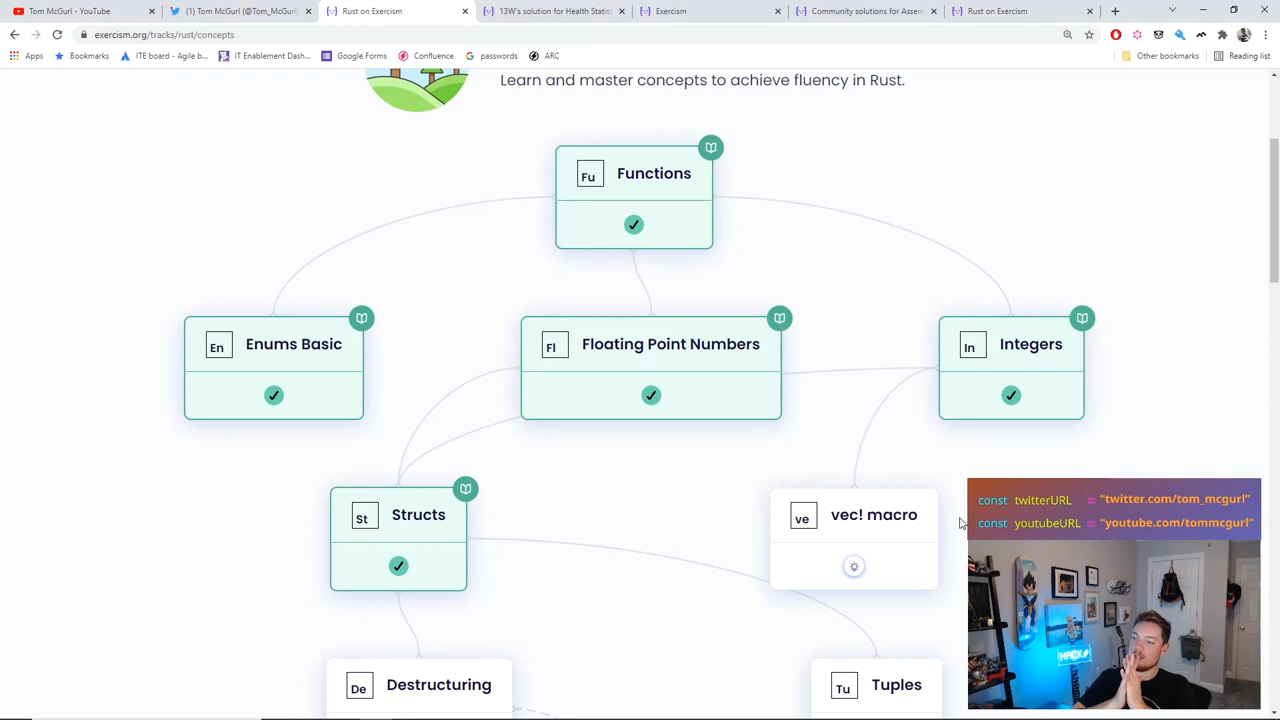 Tom McGurl - YouTube
(1) Tom McGurl (@Tom_McGurl)
Rust on Exercism
13W's solution for Health Statist
Exercism
Community solutions for Assem
Rust on Exercism
exercism.org/tracks/rust/concepts
Apps
Bookmarks
ITE board - Agile b...
IT Enablement Dash...
Google Forms
Confluence
passwords
ARC
Other bookmarks
Reading list
Learn and master concepts to achieve fluency in Rust.
Fu Functions
En Enums Basic
Fl Floating Point Numbers
In Integers
St Structs
ve vec! macro
const twitterURL = "twitter.com/tom_mcgurl"
const youtubeURL = "youtube.com/tommcgurl"
HACK
De Destructuring
Tu Tuples